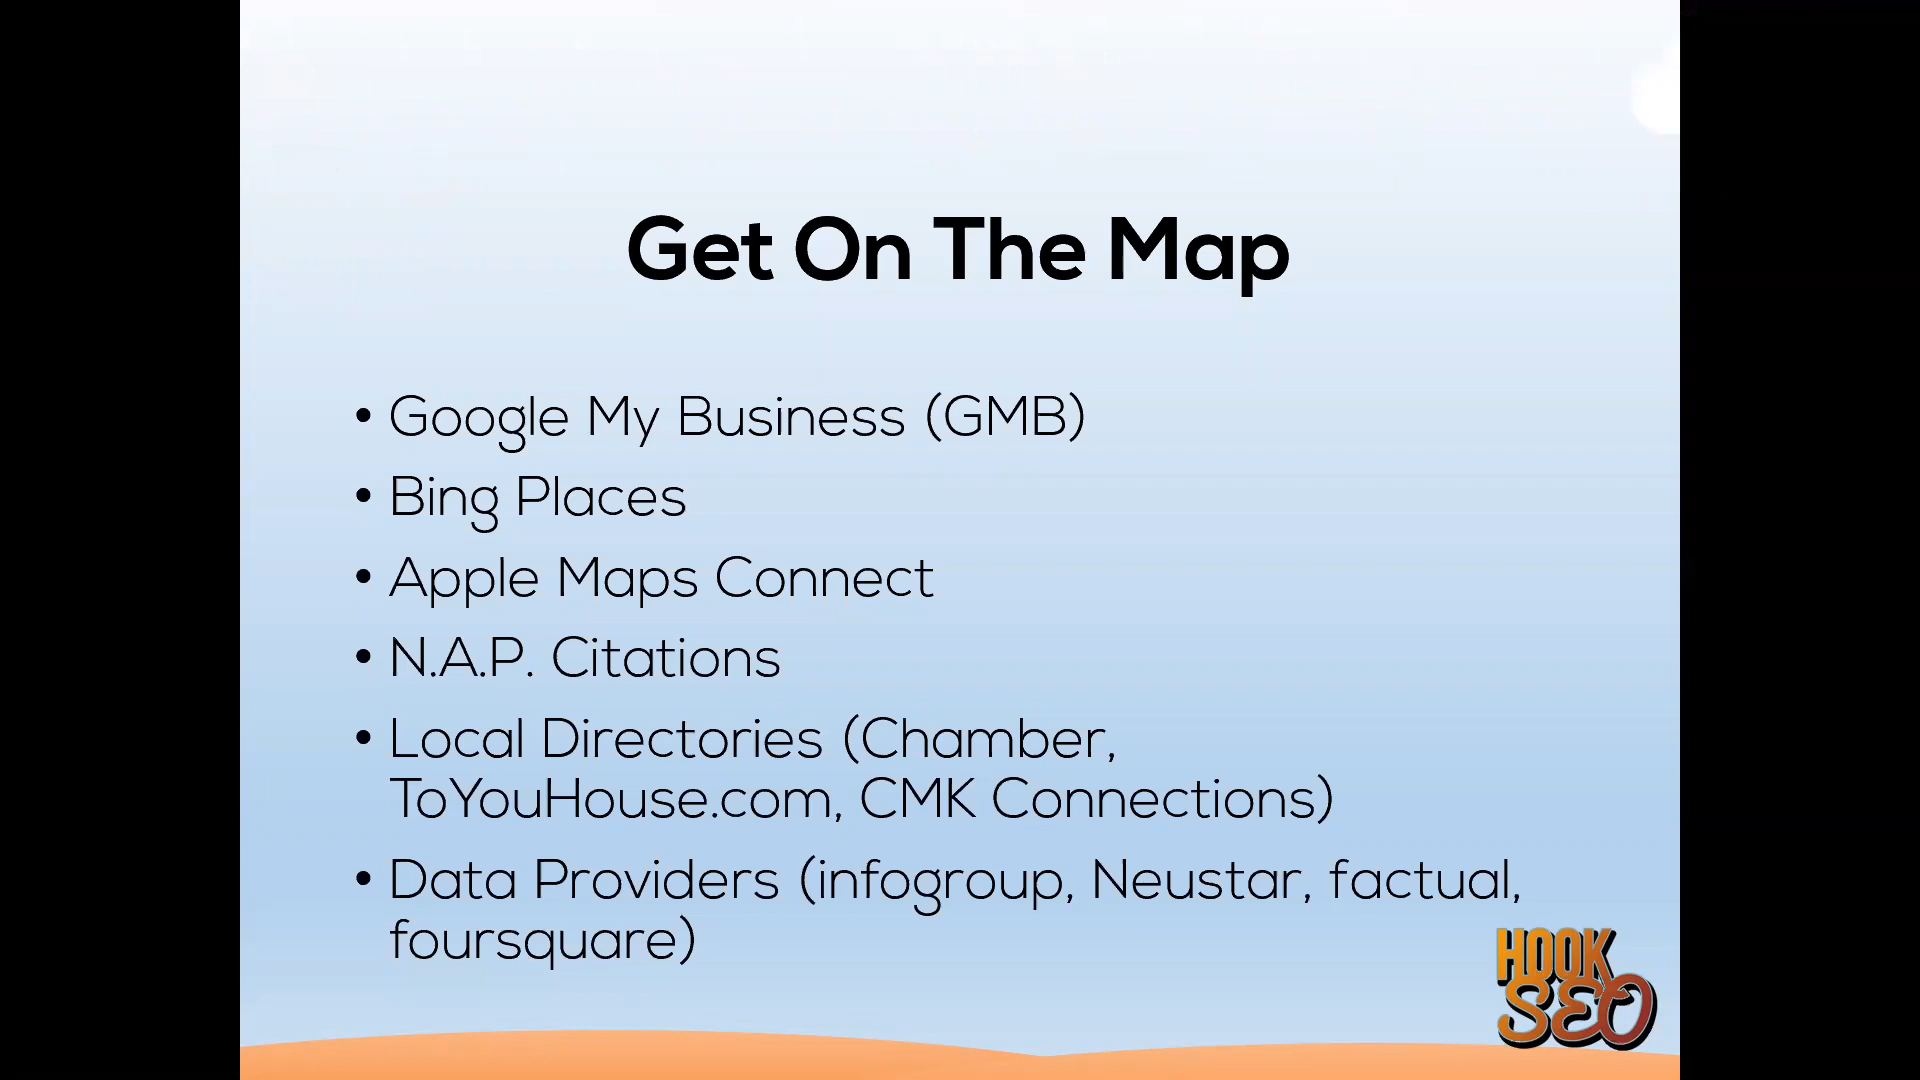 Get On The Map
• Google My Business (GMB)
• Bing Places
• Apple Maps Connect
• N.A.P. Citations
• Local Directories (Chamber,
ToYouHouse.com, CMK Connections)
• Data Providers (infogroup, Neustar, factual,
foursquare)
HOOK
SEO